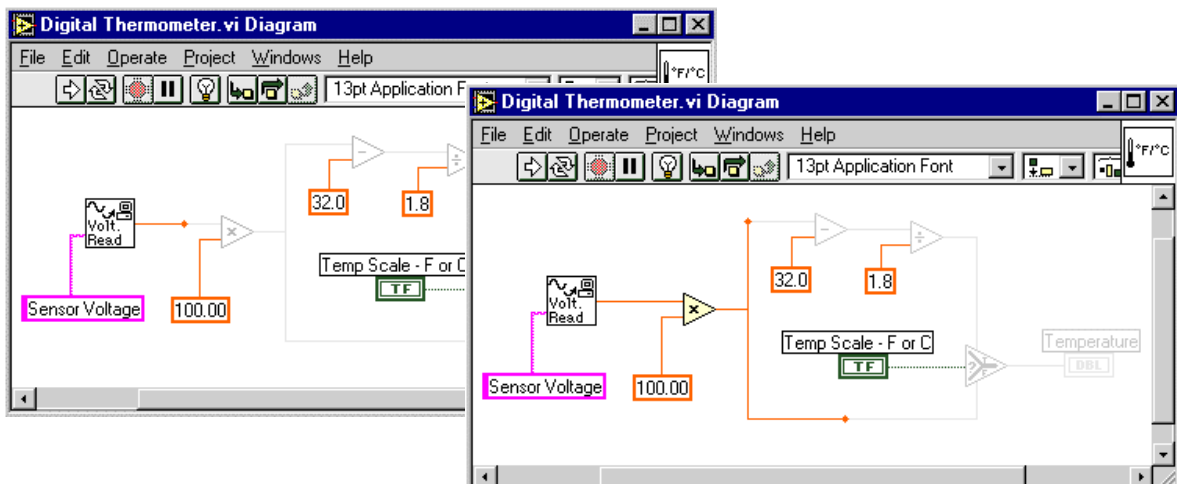 Digital Thermometer.vi Diagram
File Edit Operate Project Windows Help
°F/°C
13pt Application F
32.0
1.8
Volt.
Read
×
Temp Scale - F or C
TF
Sensor Voltage
100.00
Digital Thermometer.vi Diagram
File Edit Operate Project Windows Help
°F/°C
13pt Application Font
32.0
1.8
Volt.
Read
×
Temp Scale - F or C
TF
? T F
Temperature
DBL
Sensor Voltage
100.00